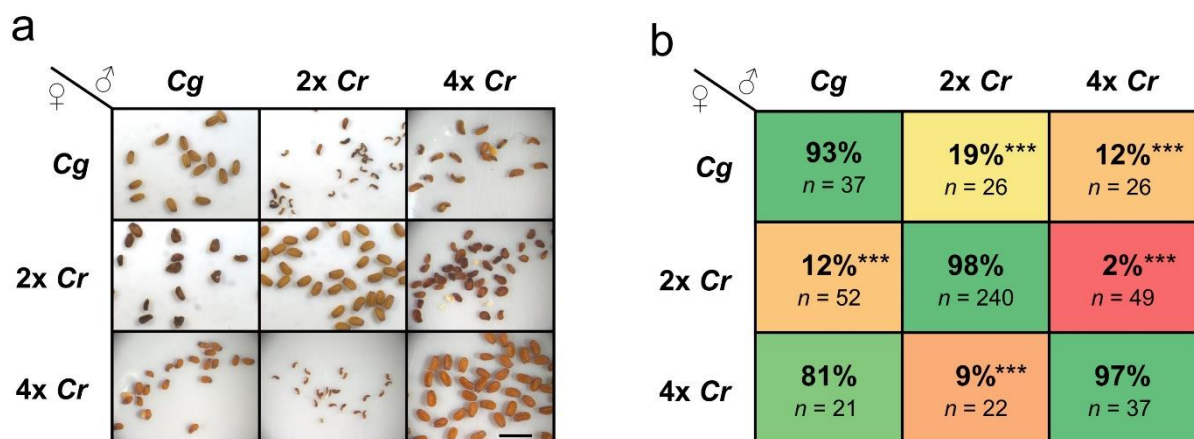 a
♀ ♂ Cg 2x Cr 4x Cr
Cg
2x Cr
4x Cr
b
♀ ♂ Cg 2x Cr 4x Cr
Cg 93% 19%*** 12%***
n = 37 n = 26 n = 26
2x Cr 12%*** 98% 2%***
n = 52 n = 240 n = 49
4x Cr 81% 9%*** 97%
n = 21 n = 22 n = 37